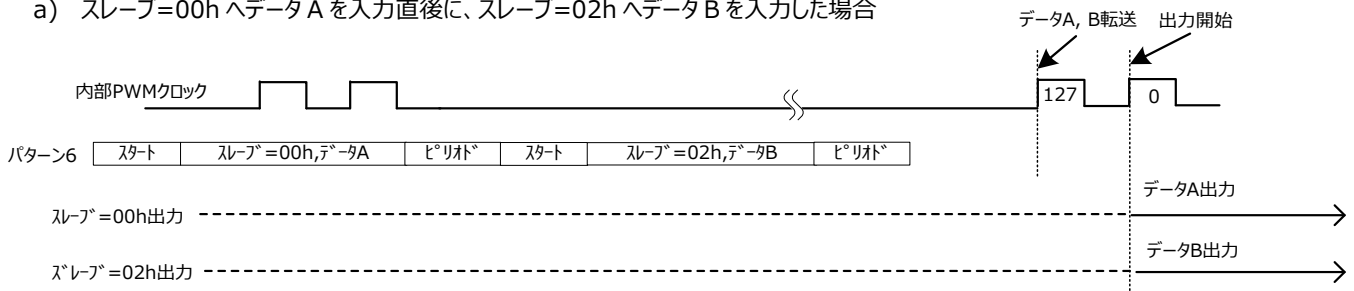 a) スレーブ=00h へデータ A を入力直後に、スレーブ=02h へデータ B を入力した場合
データA, B転送 出力開始
内部PWMクロック 127 0
パターン6 ｽﾀｰﾄ ｽﾚｰﾌﾞ=00h,ﾃﾞｰﾀA ﾋﾟﾘｵﾄﾞ ｽﾀｰﾄ ｽﾚｰﾌﾞ=02h,ﾃﾞｰﾀB ﾋﾟﾘｵﾄﾞ
データA出力
ｽﾚｰﾌﾞ=00h出力
データB出力
ｽﾞﾚｰﾌﾞ=02h出力